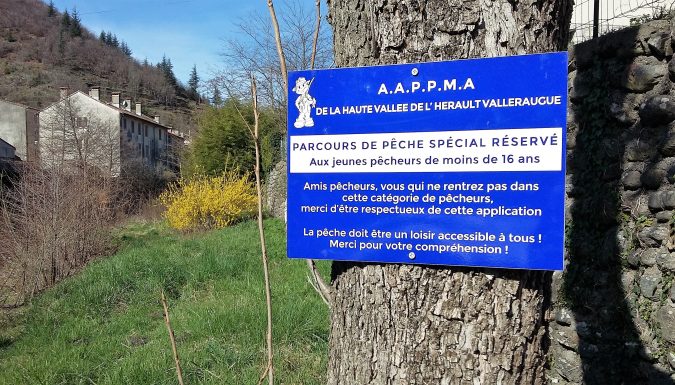 A.A.P.P.M.A
DE LA HAUTE VALLEE DE L' HERAULT VALLERAUGUE
PARCOURS DE PÊCHE SPÉCIAL RÉSERVÉ
Aux jeunes pêcheurs de moins de 16 ans
Amis pêcheurs, vous qui ne rentrez pas dans
cette catégorie de pêcheurs,
merci d'être respectueux de cette application
La pêche doit être un loisir accessible à tous !
Merci pour votre compréhension !